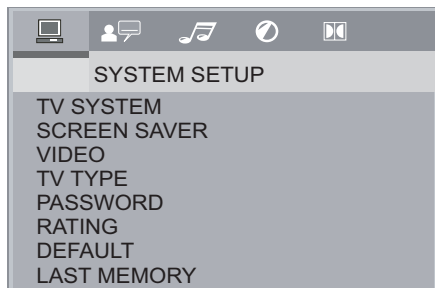 SYSTEM SETUP
TV SYSTEM
SCREEN SAVER
VIDEO
TV TYPE
PASSWORD
RATING
DEFAULT
LAST MEMORY